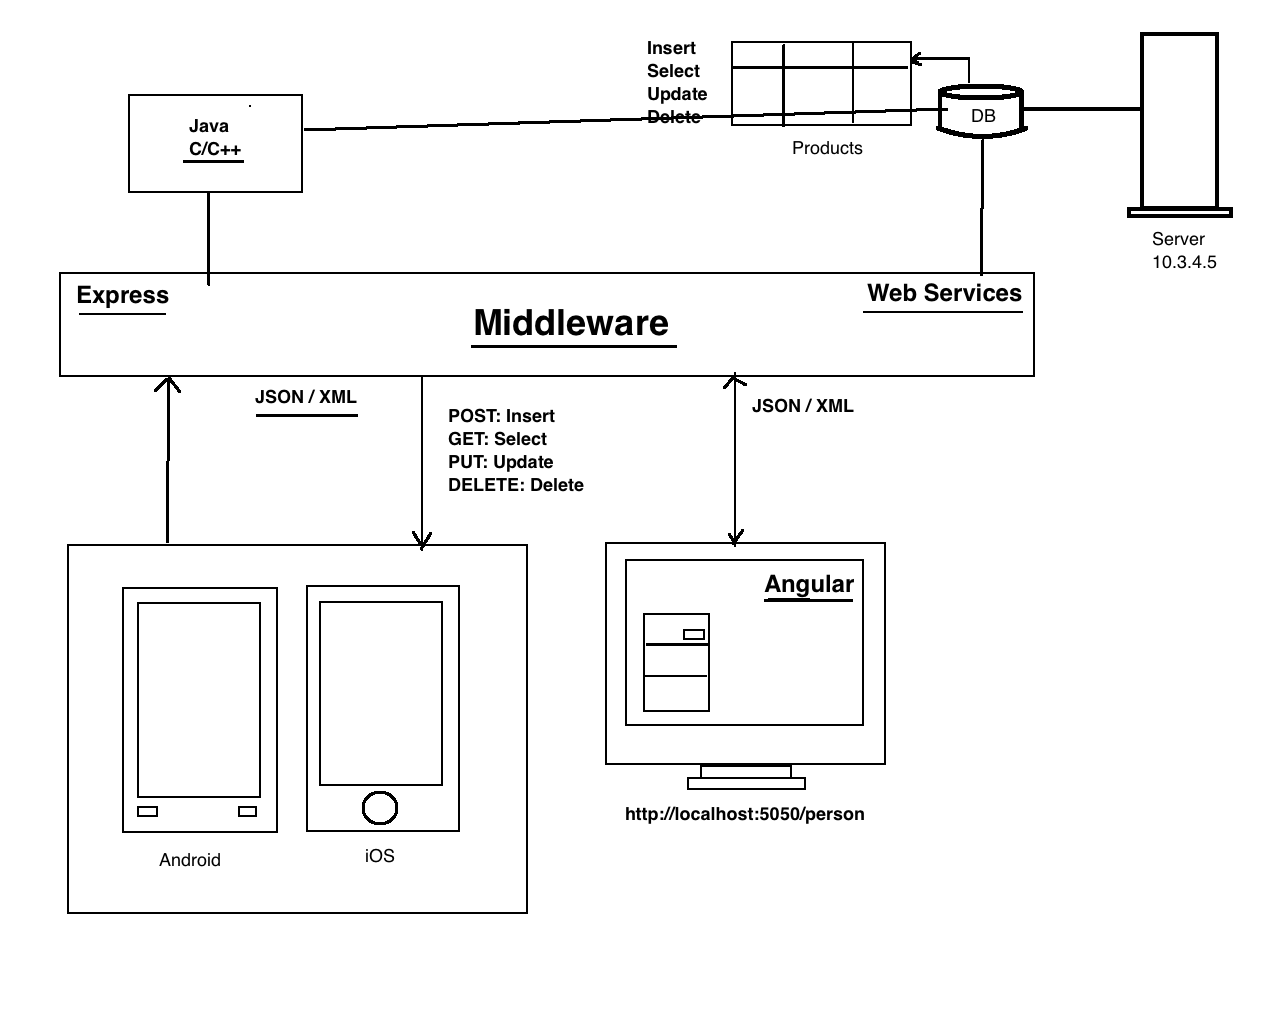 Insert
Select
Update
Delete
Products
DB
Server
10.3.4.5
Java
C/C++
Express
Middleware
Web Services
JSON / XML
POST: Insert
GET: Select
PUT: Update
DELETE: Delete
JSON / XML
Angular
Android
iOS
http://localhost:5050/person